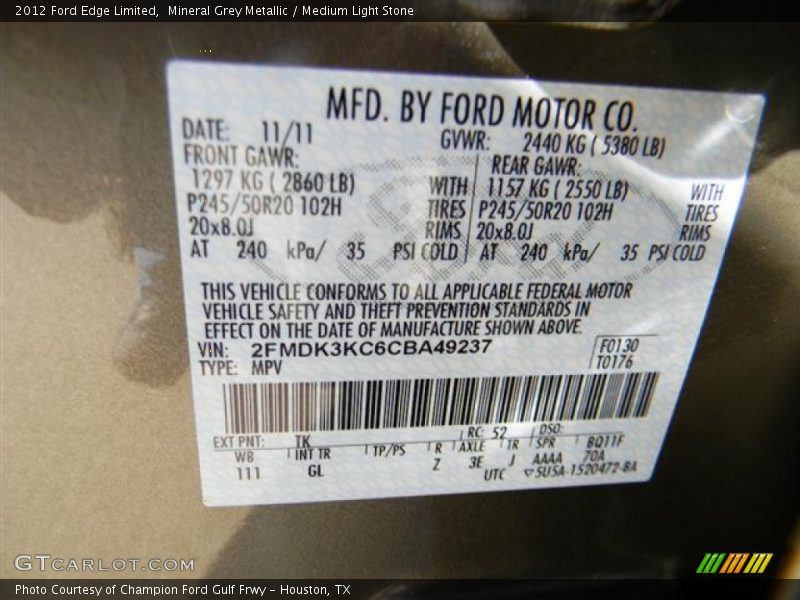 2012 Ford Edge Limited,  Mineral Grey Metallic / Medium Light Stone
MFD. BY FORD MOTOR CO.
DATE: 11/11 GVWR: 2440 KG ( 5380 LB)
FRONT GAWR: REAR GAWR:
1297 KG ( 2860 LB) WITH 1157 KG ( 2550 LB) WITH
P245/50R20 102H TIRES P245/50R20 102H TIRES
20x8.0J RIMS 20x8.0J RIMS
AT 240 kPa/ 35 PSI COLD AT 240 kPa/ 35 PSI COLD
THIS VEHICLE CONFORMS TO ALL APPLICABLE FEDERAL MOTOR
VEHICLE SAFETY AND THEFT PREVENTION STANDARDS IN
EFFECT ON THE DATE OF MANUFACTURE SHOWN ABOVE.
VIN: 2FMDK3KC6CBA49237 F0130
TYPE: MPV T0176
EXT PNT: TK RC: 52 DSO:
WB INT TR TP/PS R AXLE TR SPR BQ11F
111 GL Z 3E J AAAA 70A
UTC 5U5A-1520472-BA
GTCARLOT.COM
Photo Courtesy of Champion Ford Gulf Frwy - Houston, TX